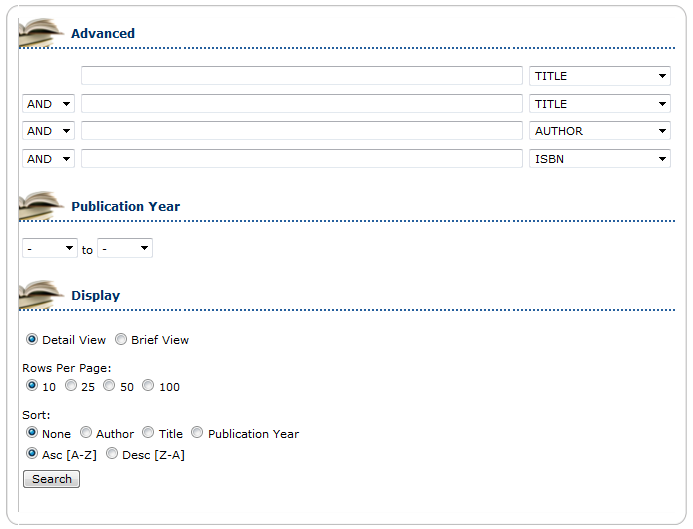 Advanced
TITLE
AND TITLE
AND AUTHOR
AND ISBN
Publication Year
- to -
Display
Detail View Brief View
Rows Per Page:
10 25 50 100
Sort:
None Author Title Publication Year
Asc [A-Z] Desc [Z-A]
Search